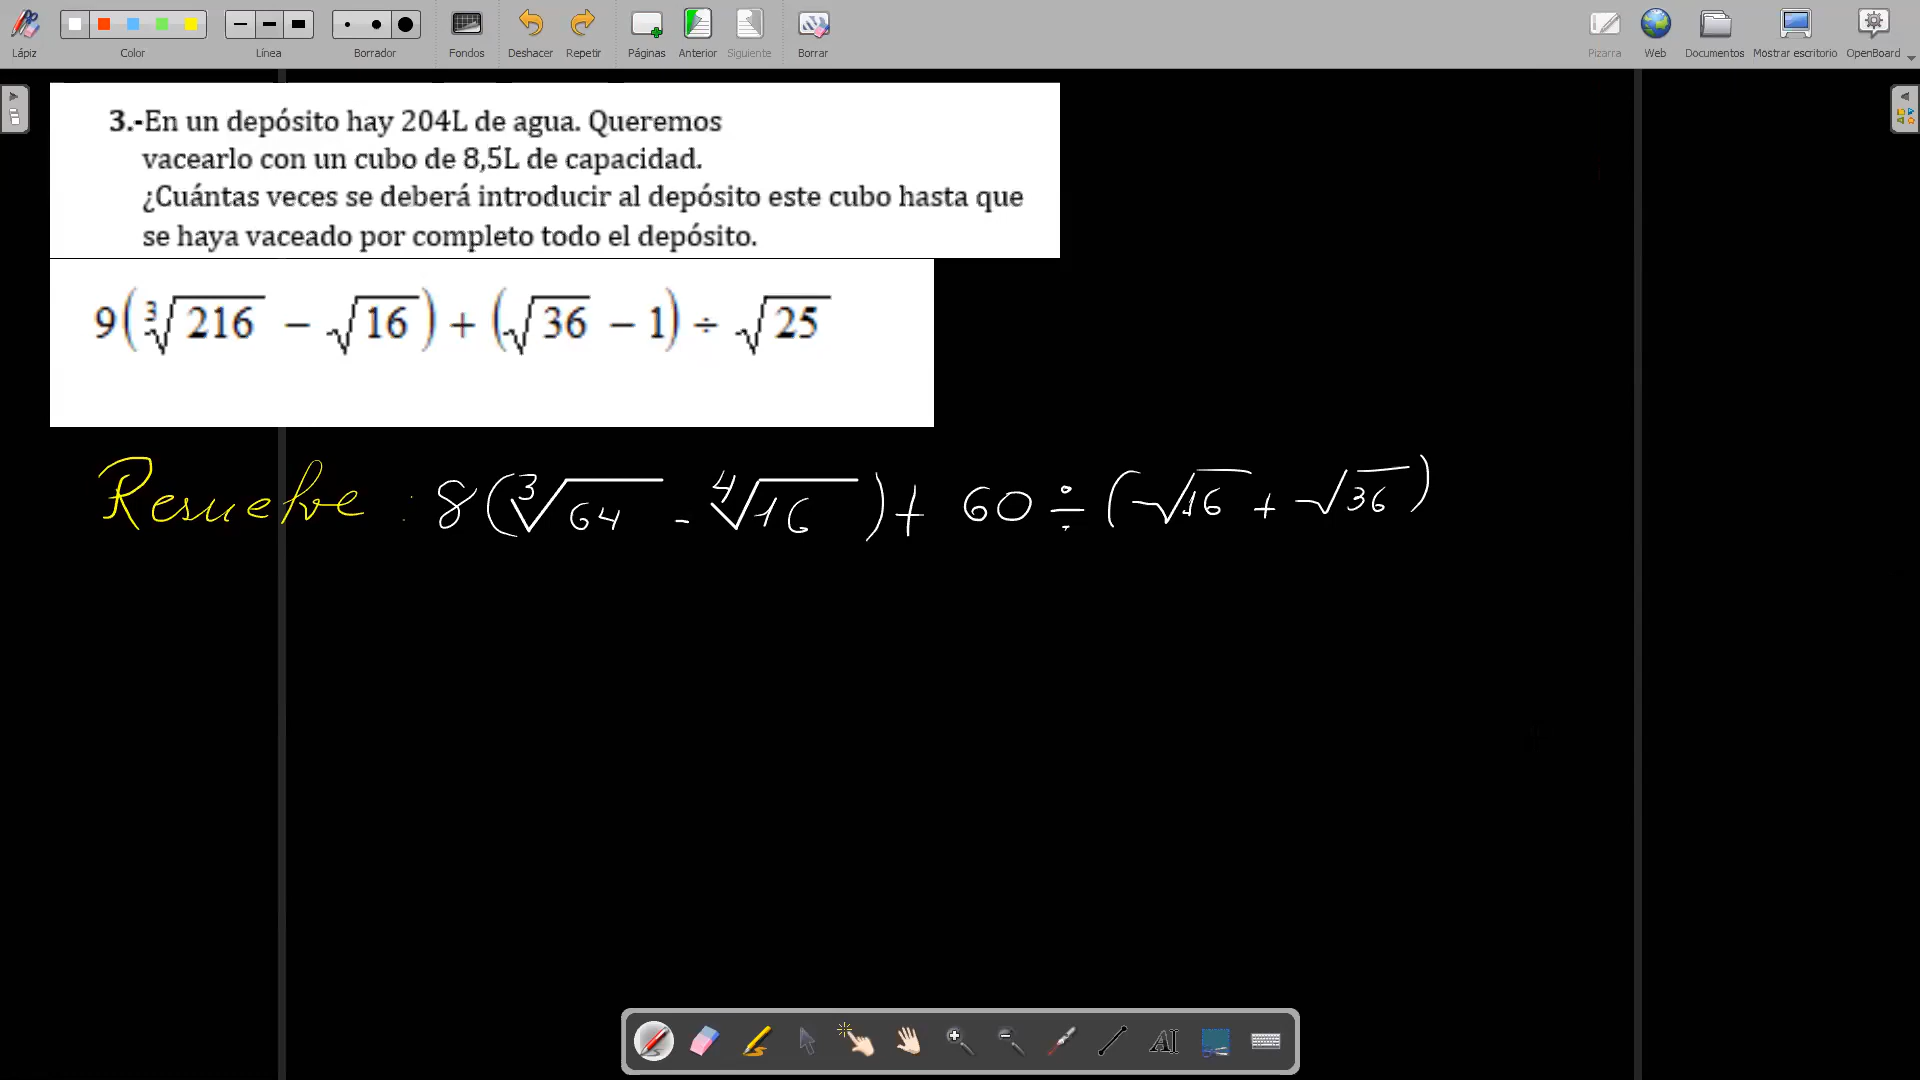 Lápiz Color Línea Borrador Fondos Deshacer Repetir Páginas Anterior Siguiente Borrar Pizarra Web Documentos Mostrar escritorio OpenBoard
3.-En un depósito hay 204L de agua. Queremos
vacearlo con un cubo de 8,5L de capacidad.
¿Cuántas veces se deberá introducir al depósito este cubo hasta que
se haya vaceado por completo todo el depósito.
9(∛216 − √16) + (√36 − 1) ÷ √25
Resuelve : 8(∛64 - ∜16) + 60 ÷ (√16 + √36)